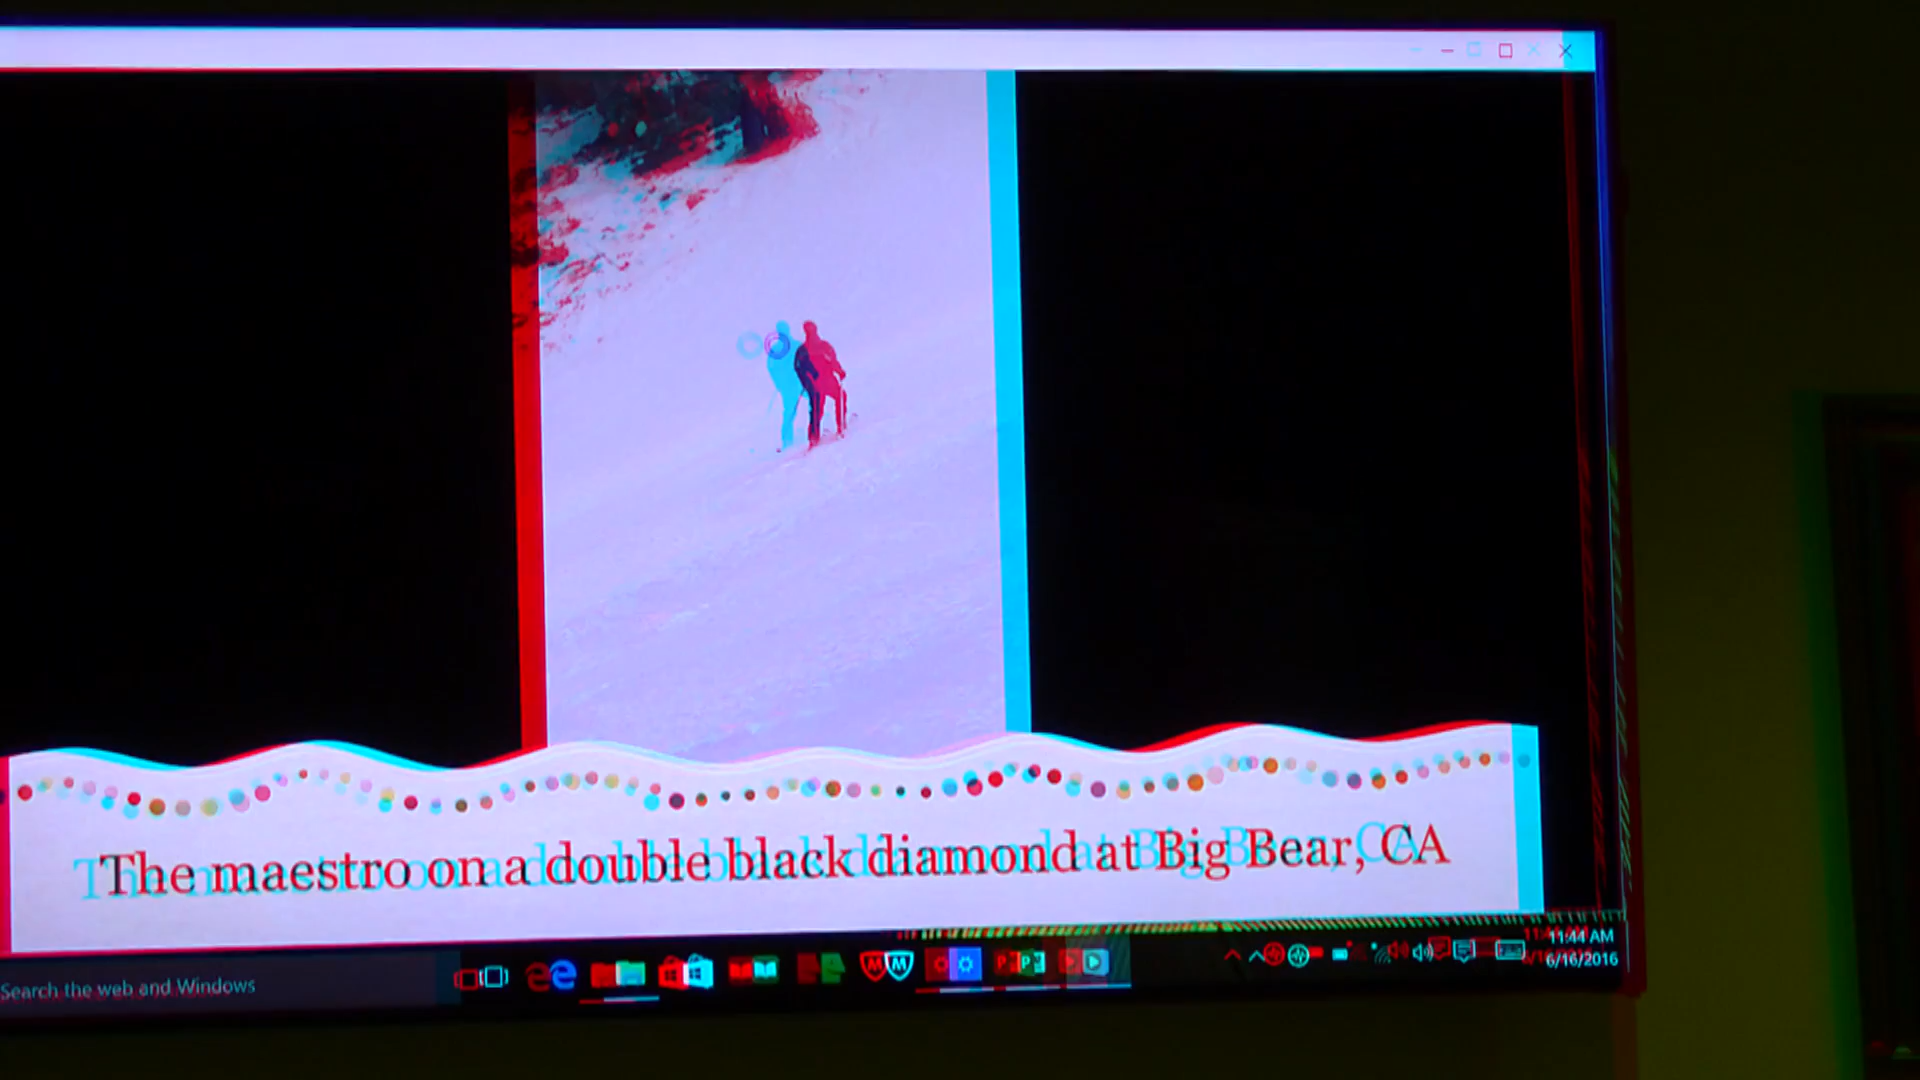 The maestro on a double black diamond at Big Bear, CA
11:44 AM
Search the web and Windows
6/16/2016